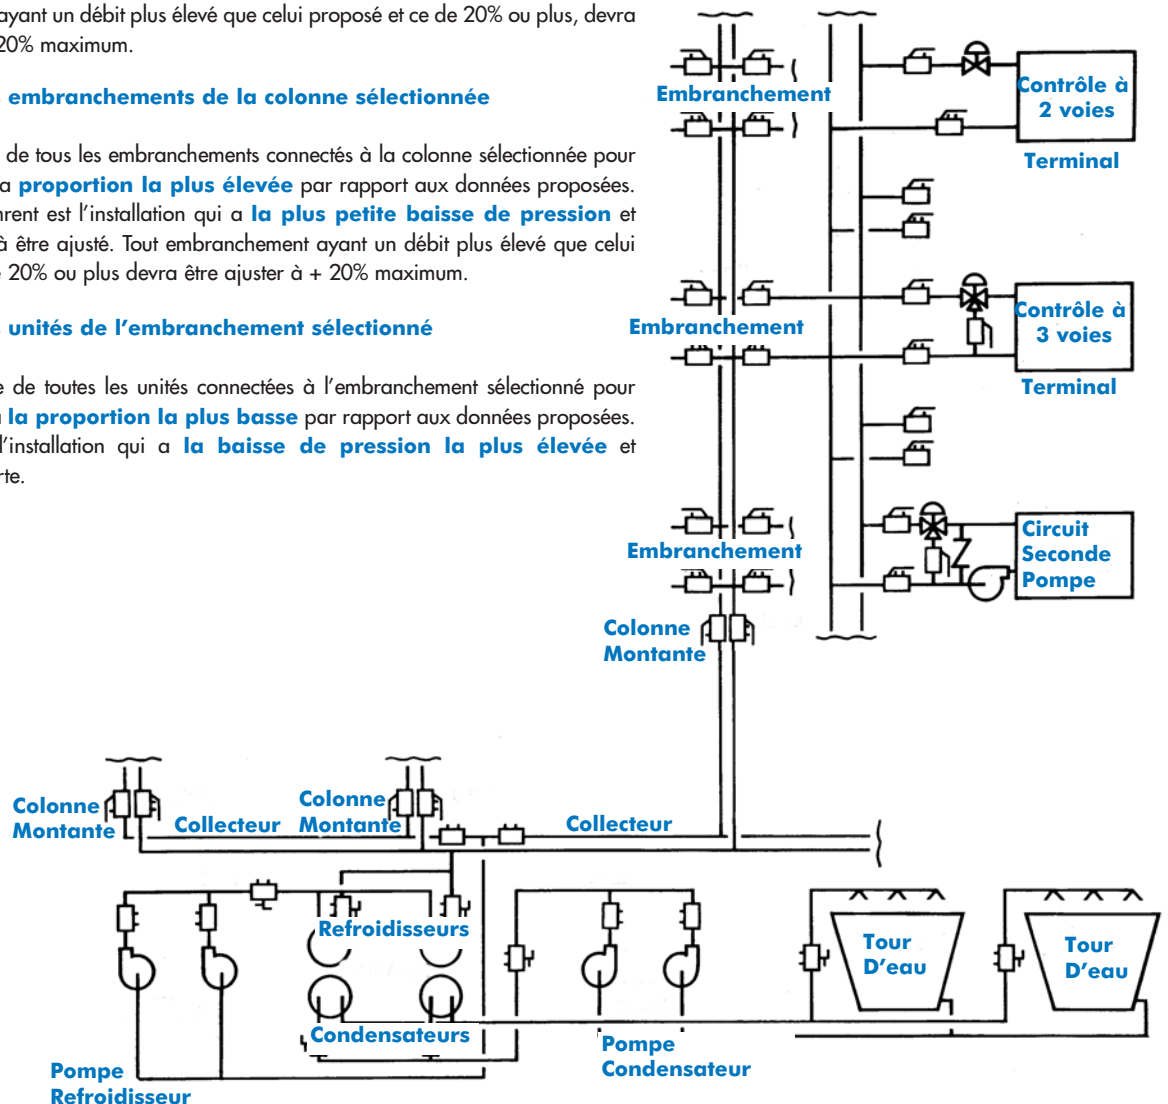 ayant un débit plus élevé que celui proposé et ce de 20% ou plus, devra
20% maximum.
embranchements de la colonne sélectionnée
de tous les embranchements connectés à la colonne sélectionnée pour
la proportion la plus élevée par rapport aux données proposées.
est l’installation qui a la plus petite baisse de pression et
à être ajusté. Tout embranchement ayant un débit plus élevé que celui
20% ou plus devra être ajuster à + 20% maximum.
unités de l’embranchement sélectionné
de toutes les unités connectées à l’embranchement sélectionné pour
la proportion la plus basse par rapport aux données proposées.
l’installation qui a la baisse de pression la plus élevée et
Embranchement
Contrôle à
2 voies
Terminal
Embranchement
Contrôle à
3 voies
Terminal
Embranchement
Circuit
Seconde
Pompe
Colonne
Montante
Colonne
Montante
Collecteur
Colonne
Montante
Collecteur
Refroidisseurs
Tour
D’eau
Tour
D’eau
Condensateurs
Pompe
Condensateur
Pompe
Refroidisseur